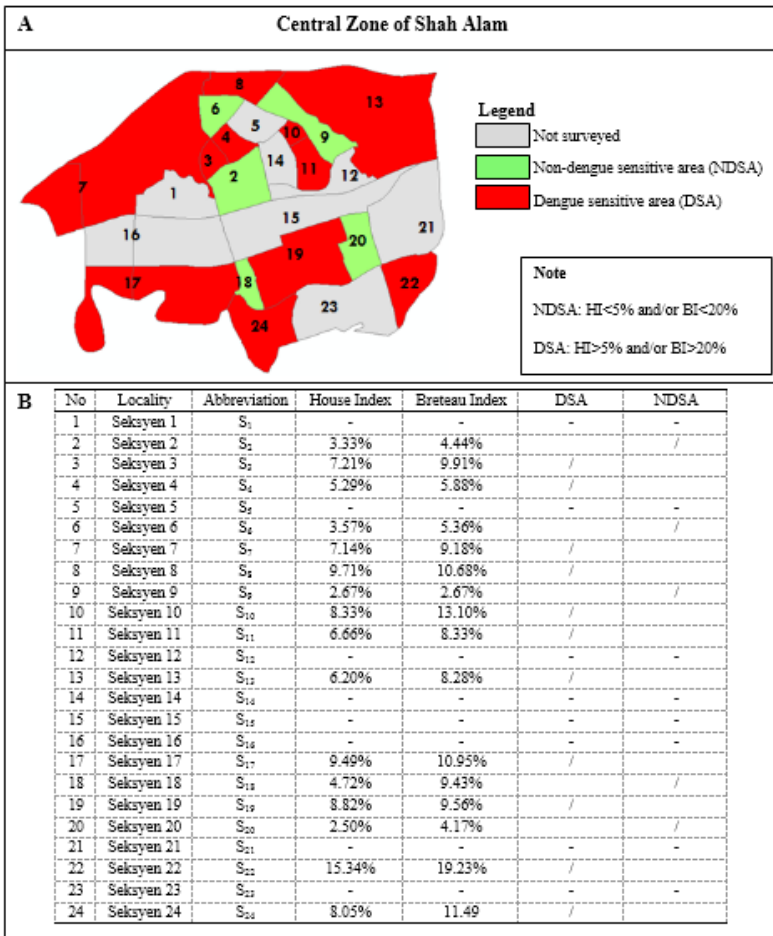 A
Central Zone of Shah Alam
8
13
6
5
10
4
9
3
14
11
7
2
12
1
15
16
21
20
19
17
18
22
23
24
Legend
Not surveyed
Non-dengue sensitive area (NDSA)
Dengue sensitive area (DSA)
Note
NDSA: HI<5% and/or BI<20%
DSA: HI>5% and/or BI>20%
B
No Locality Abbreviation House Index Breteau Index DSA NDSA
1 Seksyen 1 S₁ - - - -
2 Seksyen 2 S₂ 3.33% 4.44% /
3 Seksyen 3 S₃ 7.21% 9.91% /
4 Seksyen 4 S₄ 5.29% 5.88% /
5 Seksyen 5 S₅ - - - -
6 Seksyen 6 S₆ 3.57% 5.36% /
7 Seksyen 7 S₇ 7.14% 9.18% /
8 Seksyen 8 S₈ 9.71% 10.68% /
9 Seksyen 9 S₉ 2.67% 2.67% /
10 Seksyen 10 S₁₀ 8.33% 13.10% /
11 Seksyen 11 S₁₁ 6.66% 8.33% /
12 Seksyen 12 S₁₂ - - - -
13 Seksyen 13 S₁₃ 6.20% 8.28% /
14 Seksyen 14 S₁₄ - - - -
15 Seksyen 15 S₁₅ - - - -
16 Seksyen 16 S₁₆ - - - -
17 Seksyen 17 S₁₇ 9.49% 10.95% /
18 Seksyen 18 S₁₈ 4.72% 9.43% /
19 Seksyen 19 S₁₉ 8.82% 9.56% /
20 Seksyen 20 S₂₀ 2.50% 4.17% /
21 Seksyen 21 S₂₁ - - - -
22 Seksyen 22 S₂₂ 15.34% 19.23% /
23 Seksyen 23 S₂₃ - - - -
24 Seksyen 24 S₂₄ 8.05% 11.49 /